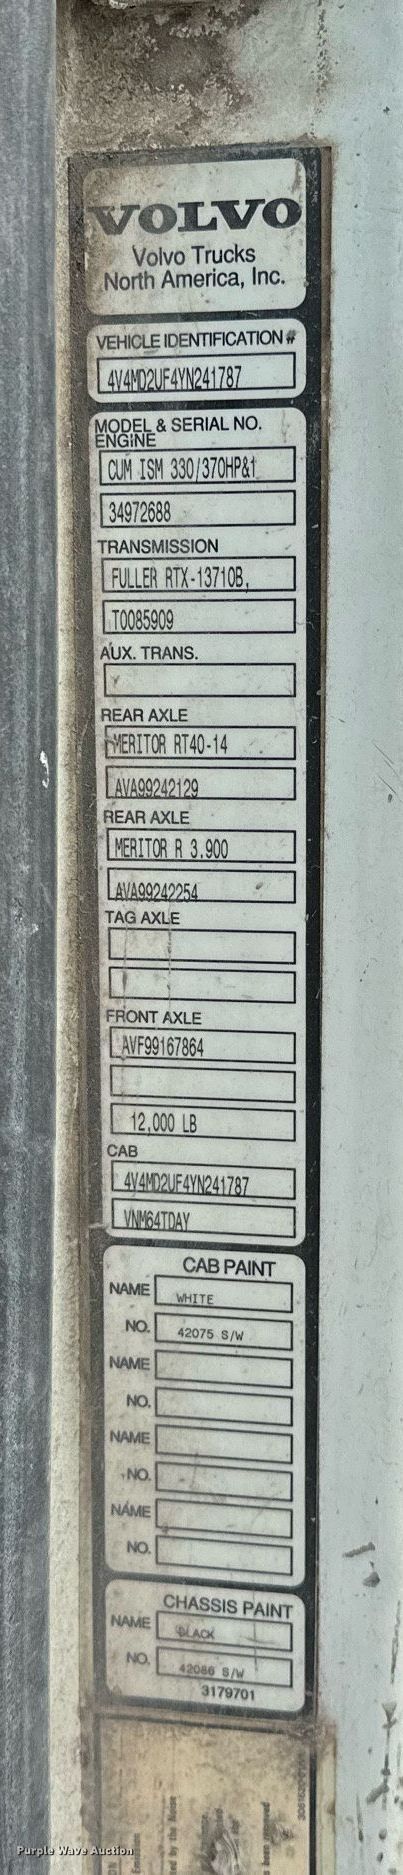 VOLVO
Volvo Trucks
North America, Inc.
VEHICLE IDENTIFICATION #
4V4MD2UF4YN241787
MODEL & SERIAL NO.
ENGINE
CUM ISM 330/370HP&1
34972688
TRANSMISSION
FULLER RTX-13710B,
T0085909
AUX. TRANS.
REAR AXLE
MERITOR RT40-14
AVA99242129
REAR AXLE
MERITOR R 3.900
AVA99242254
TAG AXLE
FRONT AXLE
AVF99167864
12,000 LB
CAB
4V4MD2UF4YN241787
VNM64TDAY
CAB PAINT
NAME WHITE
NO. 42075 S/W
NAME
NO.
NAME
NO.
NAME
NO.
CHASSIS PAINT
NAME BLACK
NO. 42086 S/W
3179701
Purple Wave Auction